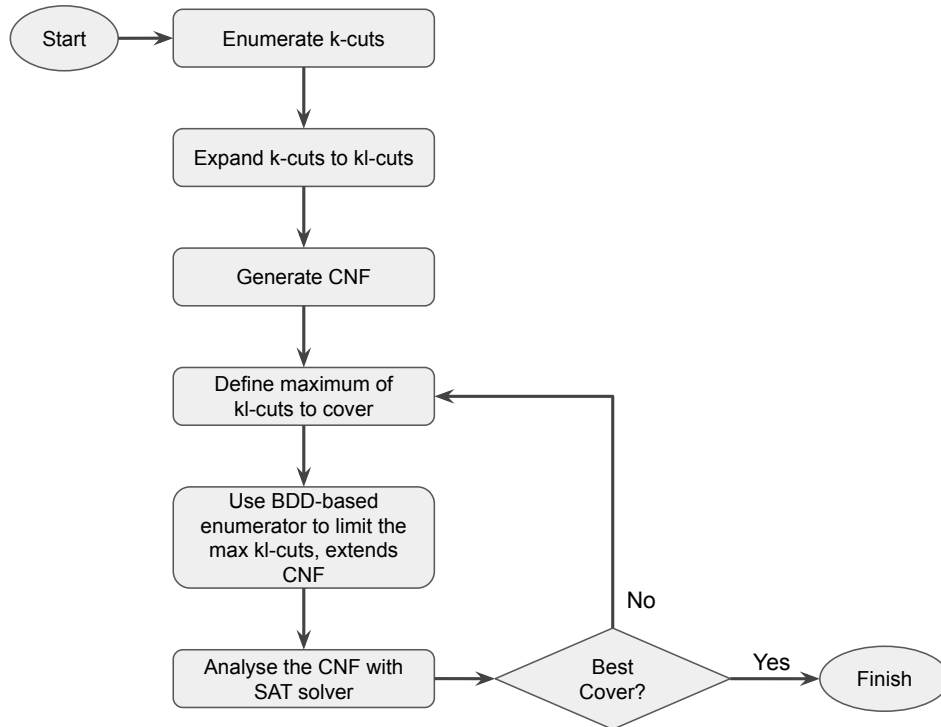 Start
Enumerate k-cuts
Expand k-cuts to kl-cuts
Generate CNF
Define maximum of
kl-cuts to cover
Use BDD-based
enumerator to limit the
max kl-cuts, extends
CNF
No
Analyse the CNF with
SAT solver
Best
Cover?
Yes
Finish